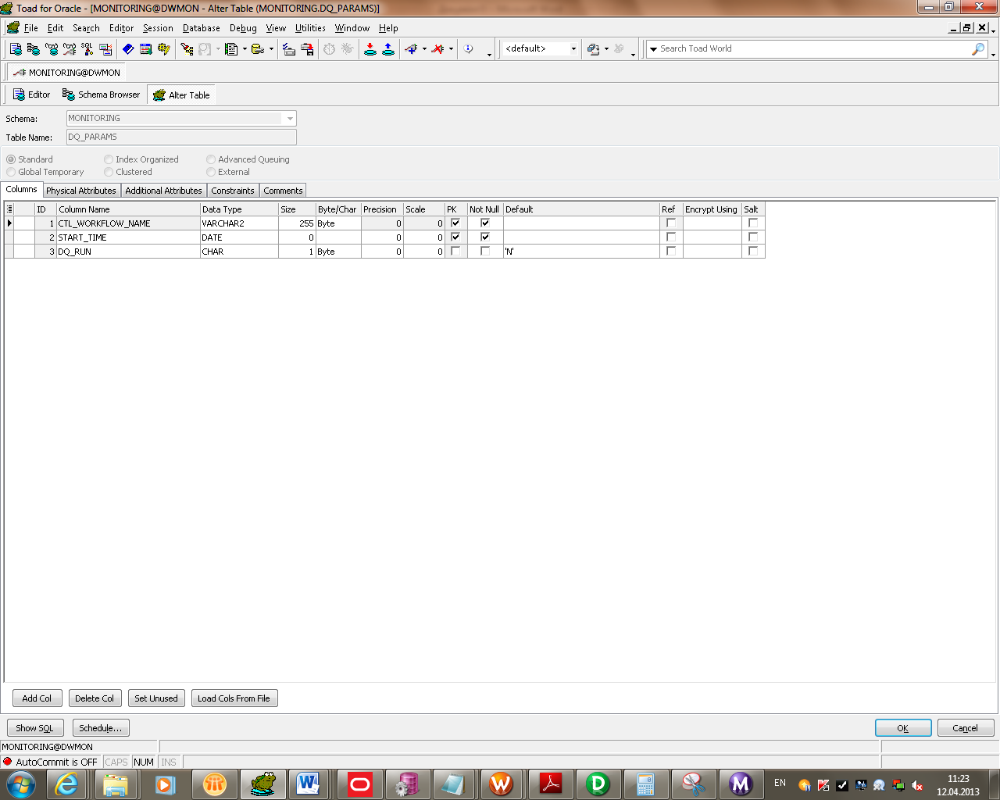 Toad for Oracle - [MONITORING@DWMON - Alter Table (MONITORING.DQ_PARAMS)]
File Edit Search Editor Session Database Debug View Utilities Window Help
SQL <default> Search Toad World
MONITORING@DWMON
Editor Schema Browser Alter Table
Schema: MONITORING
Table Name: DQ_PARAMS
Standard Index Organized Advanced Queuing
Global Temporary Clustered External
Columns Physical Attributes Additional Attributes Constraints Comments
ID Column Name Data Type Size Byte/Char Precision Scale PK Not Null Default Ref Encrypt Using Salt
1 CTL_WORKFLOW_NAME VARCHAR2 255 Byte 0 0
2 START_TIME DATE 0 0 0
3 DQ_RUN CHAR 1 Byte 0 0 'N'
Add Col Delete Col Set Unused Load Cols From File
Show SQL Schedule... OK Cancel
MONITORING@DWMON
AutoCommit is OFF CAPS NUM INS
W W D M EN 11:23
12.04.2013